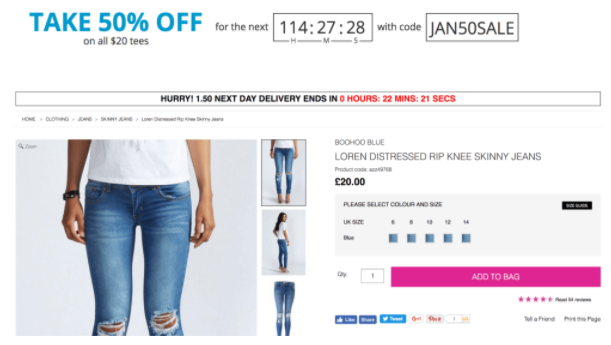 TAKE 50% OFF for the next 114:27:28 with code JAN50SALE
on all $20 tees H M S
HURRY! 1.50 NEXT DAY DELIVERY ENDS IN 0 HOURS: 22 MINS: 21 SECS
HOME > CLOTHING > JEANS > SKINNY JEANS > Loren Distressed Rip Knee Skinny Jeans
Zoom
BOOHOO BLUE
LOREN DISTRESSED RIP KNEE SKINNY JEANS
Product code: azz49768
£20.00
PLEASE SELECT COLOUR AND SIZE SIZE GUIDE
UK SIZE 6 8 10 12 14
Blue
Qty. 1 ADD TO BAG
Read 54 reviews
Like Share Tweet G+1 Pin it 1
Tell a Friend Print this Page